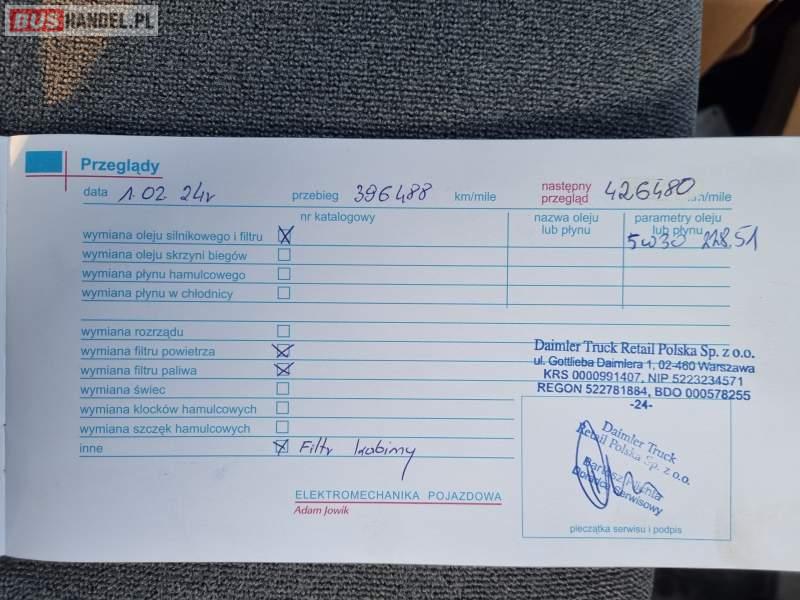 BUSHANDEL.PL
Przeglądy
data 1.02 24r przebieg 396488 km/mile następny przegląd 426480 km/mile
nr katalogowy nazwa oleju lub płynu parametry oleju lub płynu
wymiana oleju silnikowego i filtru 5w30 228.51
wymiana oleju skrzyni biegów
wymiana płynu hamulcowego
wymiana płynu w chłodnicy
wymiana rozrządu
wymiana filtru powietrza
wymiana filtru paliwa
wymiana świec
wymiana klocków hamulcowych
wymiana szczęk hamulcowych
inne Filtr kabiny
Daimler Truck Retail Polska Sp. z o.o.
ul. Gottlieba Daimlera 1, 02-460 Warszawa
KRS 0000991407, NIP 5223234571
REGON 522781884, BDO 000578255
-24-
Daimler Truck
Retail Polska Sp. z o.o.
Doradca Serwisowy
pieczątka serwisu i podpis
ELEKTROMECHANIKA POJAZDOWA
Adam Jowik